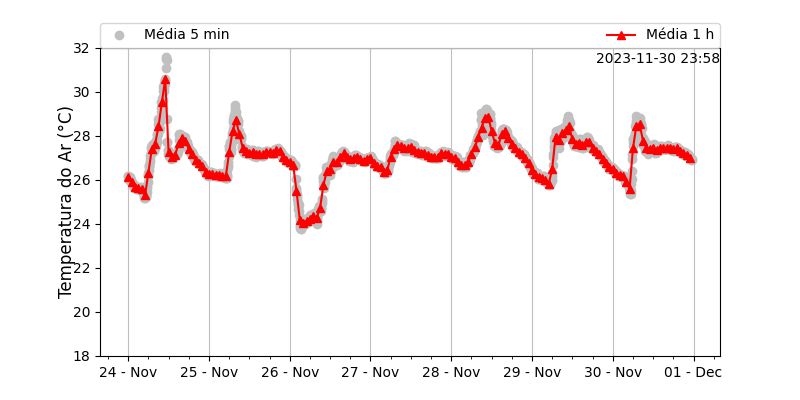 Média 5 min
Média 1 h
2023-11-30 23:58
Temperatura do Ar (°C)
32
30
28
26
24
22
20
18
24 - Nov
25 - Nov
26 - Nov
27 - Nov
28 - Nov
29 - Nov
30 - Nov
01 - Dec